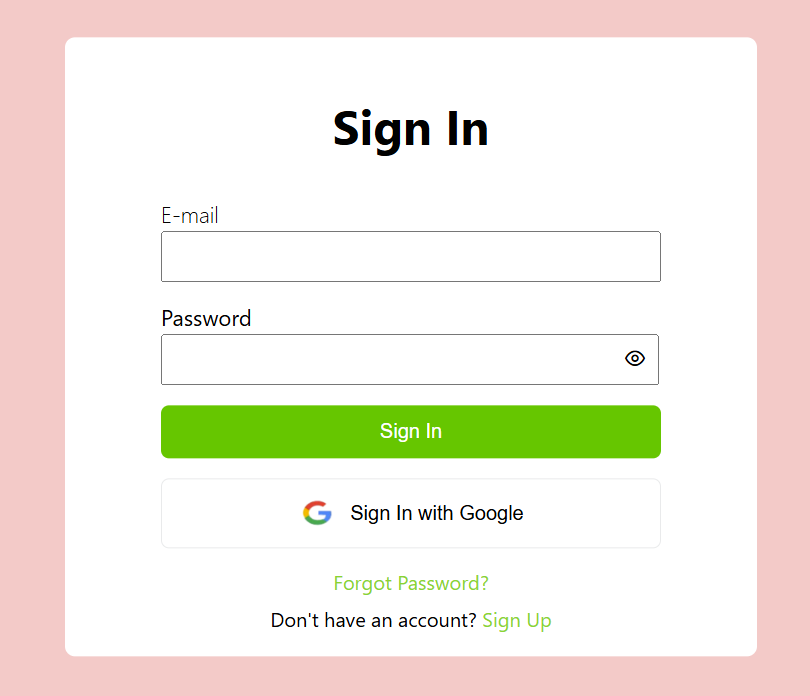 Sign In
E-mail
Password
Sign In
Sign In with Google
Forgot Password?
Don't have an account? Sign Up